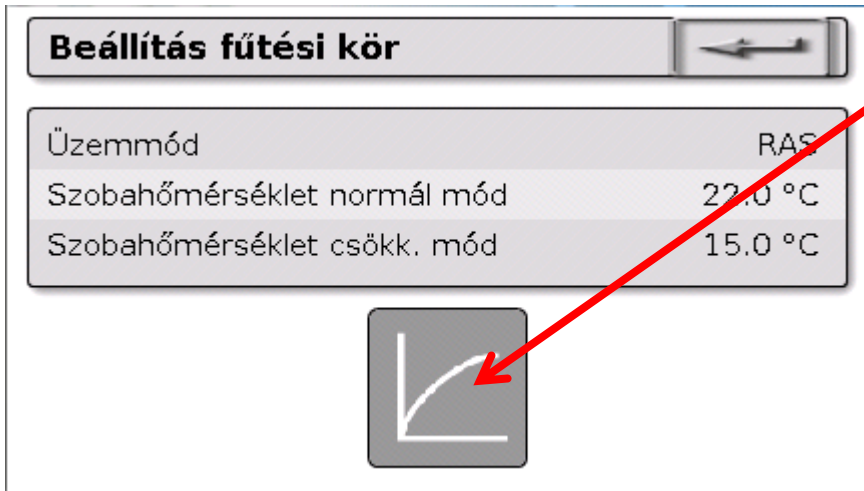 Beállítás fűtési kör
Üzemmód RAS
Szobahőmérséklet normál mód 22.0 °C
Szobahőmérséklet csökk. mód 15.0 °C